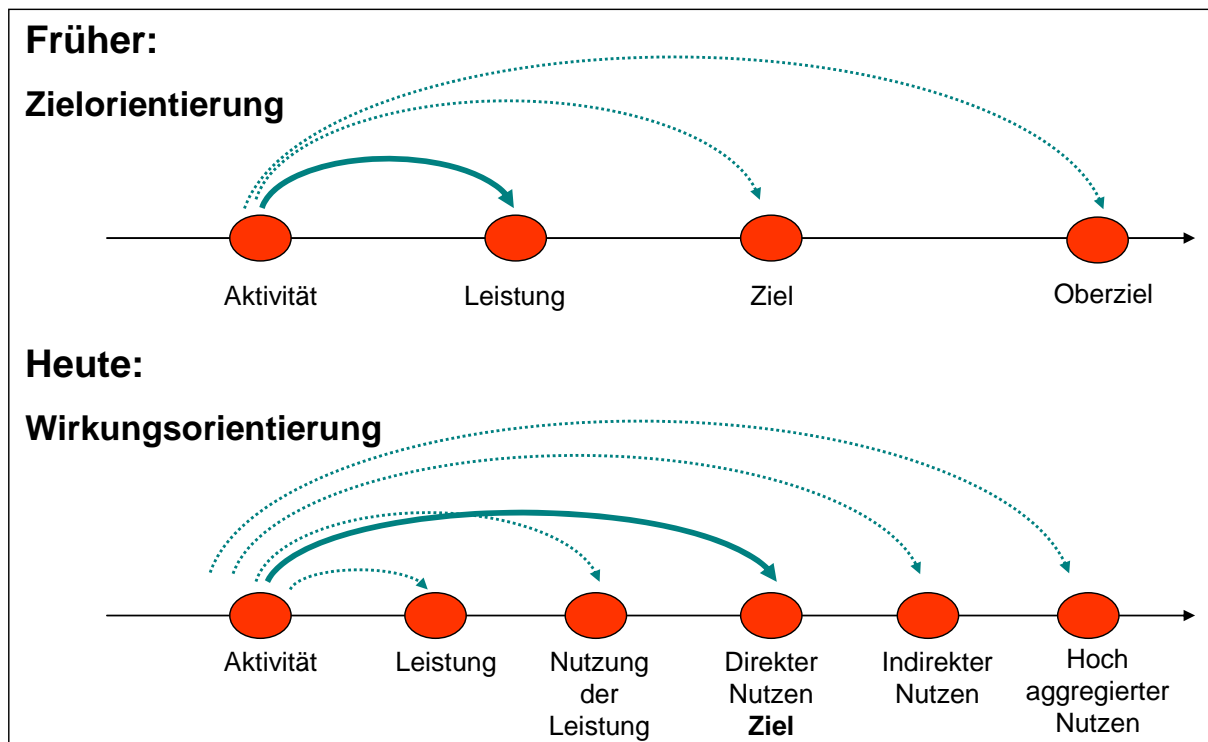 Früher:
Zielorientierung
Aktivität
Leistung
Ziel
Oberziel
Heute:
Wirkungsorientierung
Aktivität
Leistung
Nutzung
der
Leistung
Direkter
Nutzen
Ziel
Indirekter
Nutzen
Hoch
aggregierter
Nutzen